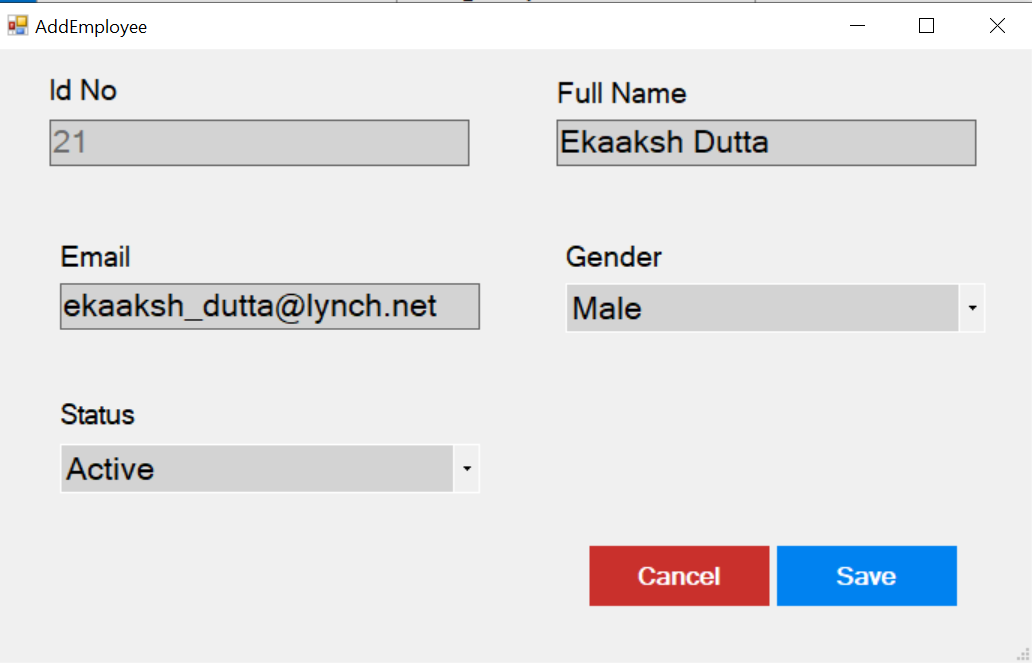 AddEmployee
Id No
Full Name
21
Ekaaksh Dutta
Email
Gender
ekaaksh_dutta@lynch.net
Male
Status
Active
Cancel
Save